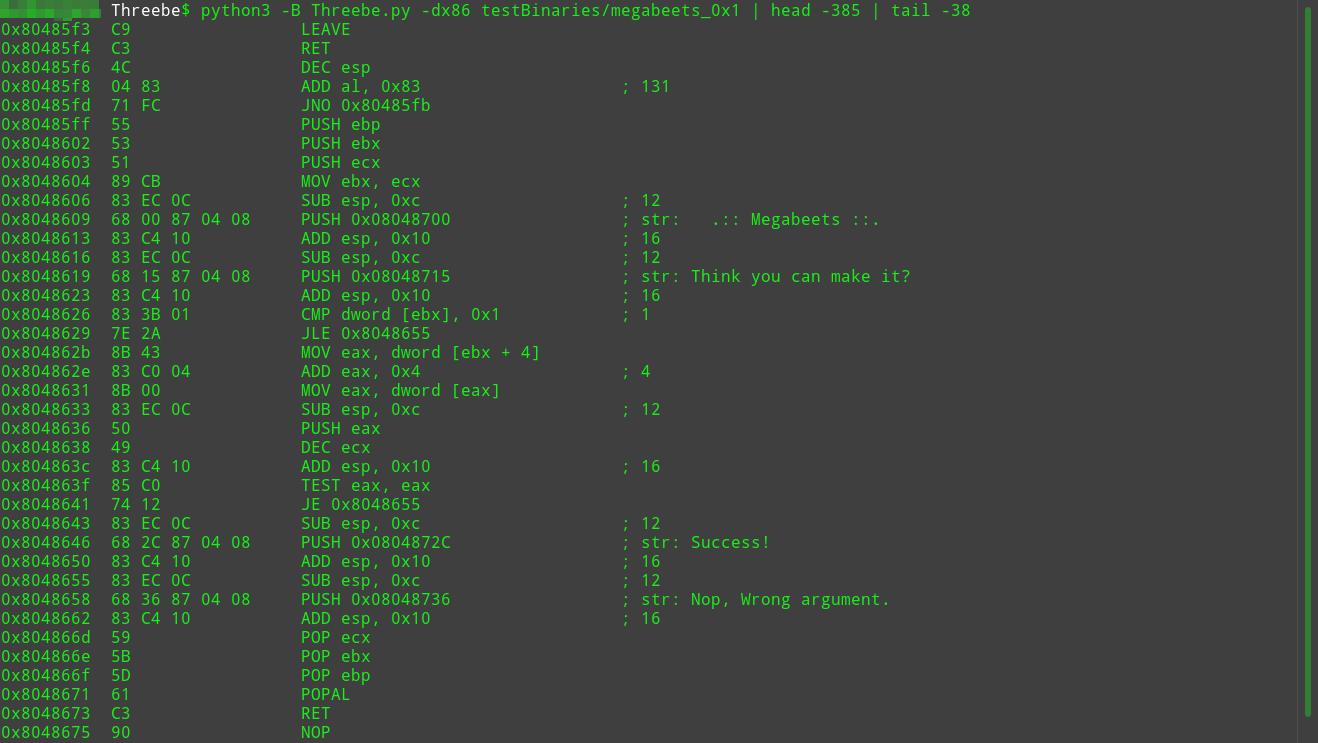 Threebe$ python3 -B Threebe.py -dx86 testBinaries/megabeets_0x1 | head -385 | tail -38
0x80485f3  C9                 LEAVE
0x80485f4  C3                 RET
0x80485f6  4C                 DEC esp
0x80485f8  04 83              ADD al, 0x83                    ; 131
0x80485fd  71 FC              JNO 0x80485fb
0x80485ff  55                 PUSH ebp
0x8048602  53                 PUSH ebx
0x8048603  51                 PUSH ecx
0x8048604  89 CB              MOV ebx, ecx
0x8048606  83 EC 0C           SUB esp, 0xc                    ; 12
0x8048609  68 00 87 04 08     PUSH 0x08048700                 ; str:   .:: Megabeets ::.
0x8048613  83 C4 10           ADD esp, 0x10                   ; 16
0x8048616  83 EC 0C           SUB esp, 0xc                    ; 12
0x8048619  68 15 87 04 08     PUSH 0x08048715                 ; str: Think you can make it?
0x8048623  83 C4 10           ADD esp, 0x10                   ; 16
0x8048626  83 3B 01           CMP dword [ebx], 0x1            ; 1
0x8048629  7E 2A              JLE 0x8048655
0x804862b  8B 43              MOV eax, dword [ebx + 4]
0x804862e  83 C0 04           ADD eax, 0x4                    ; 4
0x8048631  8B 00              MOV eax, dword [eax]
0x8048633  83 EC 0C           SUB esp, 0xc                    ; 12
0x8048636  50                 PUSH eax
0x8048638  49                 DEC ecx
0x804863c  83 C4 10           ADD esp, 0x10                   ; 16
0x804863f  85 C0              TEST eax, eax
0x8048641  74 12              JE 0x8048655
0x8048643  83 EC 0C           SUB esp, 0xc                    ; 12
0x8048646  68 2C 87 04 08     PUSH 0x0804872C                 ; str: Success!
0x8048650  83 C4 10           ADD esp, 0x10                   ; 16
0x8048655  83 EC 0C           SUB esp, 0xc                    ; 12
0x8048658  68 36 87 04 08     PUSH 0x08048736                 ; str: Nop, Wrong argument.
0x8048662  83 C4 10           ADD esp, 0x10                   ; 16
0x804866d  59                 POP ecx
0x804866e  5B                 POP ebx
0x804866f  5D                 POP ebp
0x8048671  61                 POPAL
0x8048673  C3                 RET
0x8048675  90                 NOP